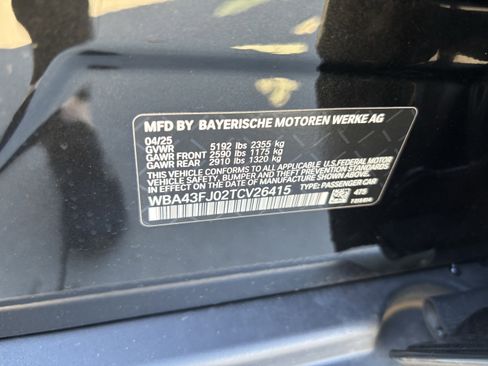 MFD BY BAYERISCHE MOTOREN WERKE AG
04/25
GVWR 5192 lbs 2355 kg
GAWR FRONT 2590 lbs 1175 kg
GAWR REAR 2910 lbs 1320 kg
THIS VEHICLE CONFORMS TO ALL APPLICABLE U.S. FEDERAL MOTOR
VEHICLE SAFETY, BUMPER, AND THEFT PREVENTION STANDARDS
IN EFFECT ON THE DATE OF MANUFACTURE SHOWN ABOVE.
WBA43FJ02TCV26415 TYPE: PASSENGER CAR
475